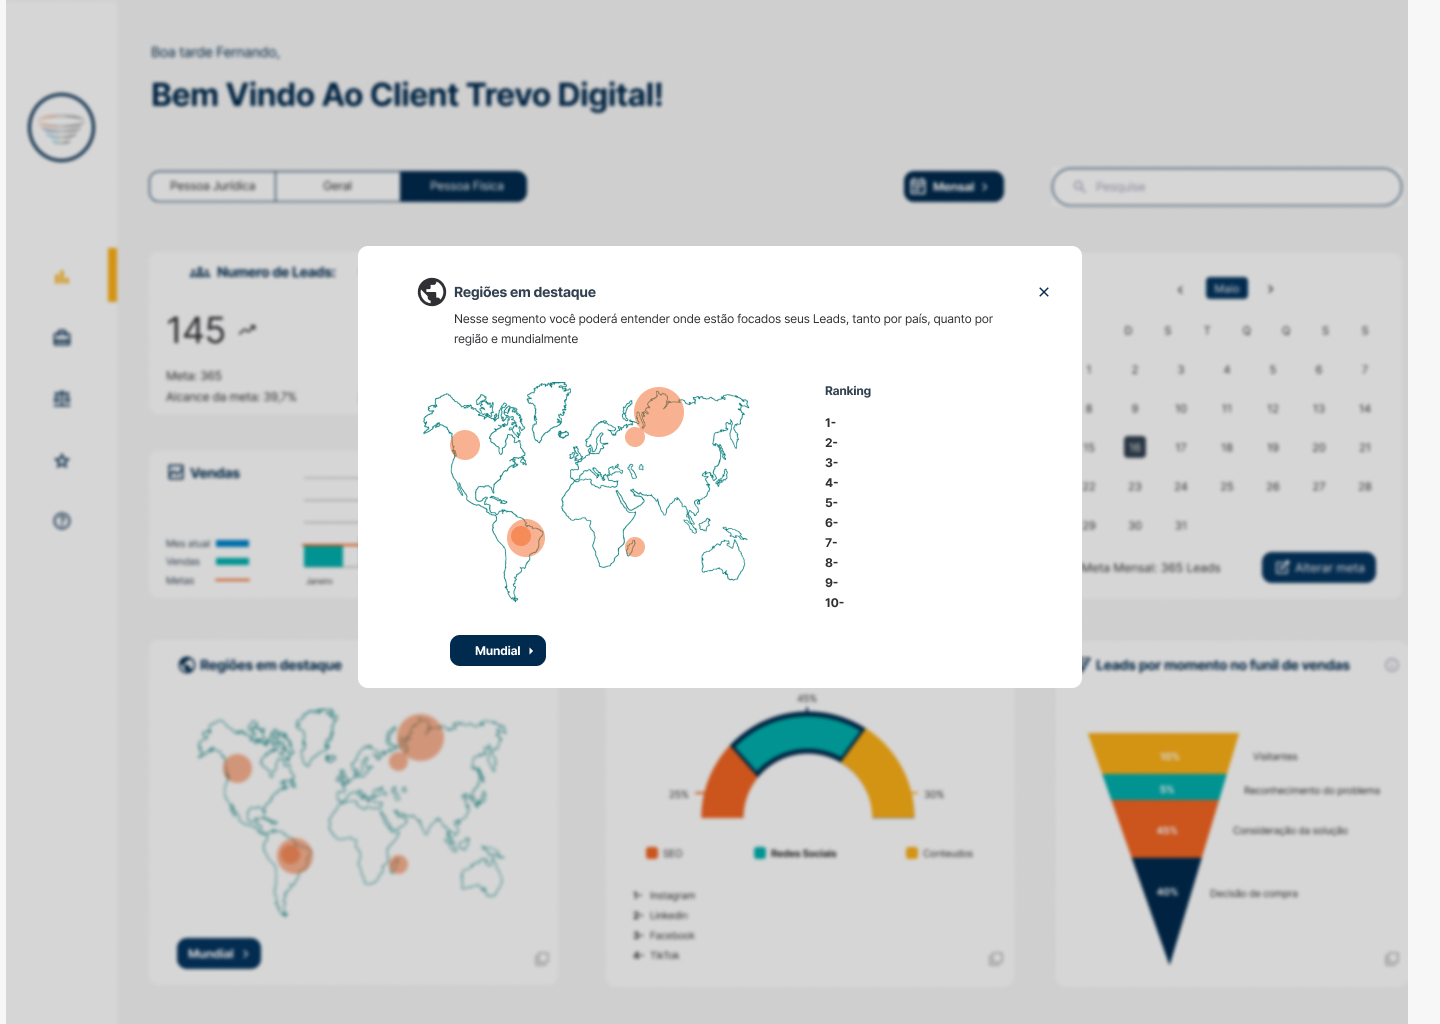 Boa tarde Fernando,
Bem Vindo Ao Client Trevo Digital!
Pessoa Jurídica
Geral
Pessoa Física
Mensal
Pesquise
Numero de Leads:
145
Meta: 365
Alcance da meta: 39,7%
Vendas
Mes atual
Vendas
Metas
Janeiro
Regiões em destaque
Nesse segmento você poderá entender onde estão focados seus Leads, tanto por país, quanto por
região e mundialmente
Ranking
1-
2-
3-
4-
5-
6-
7-
8-
9-
10-
Mundial
Maio
D S T Q Q S S
1 2 3 4 5 6 7
8 9 10 11 12 13 14
15 16 17 18 19 20 21
22 23 24 25 26 27 28
29 30 31
Meta Mensal: 365 Leads
Alterar meta
Regiões em destaque
Mundial
45%
25%
30%
SEO
Redes Sociais
Conteudos
1- Instagram
2- Linkedin
3- Facebook
4- TikTok
Leads por momento no funil de vendas
10% Visitantes
5% Reconhecimento do problema
45% Consideração da solução
40% Decisão de compra